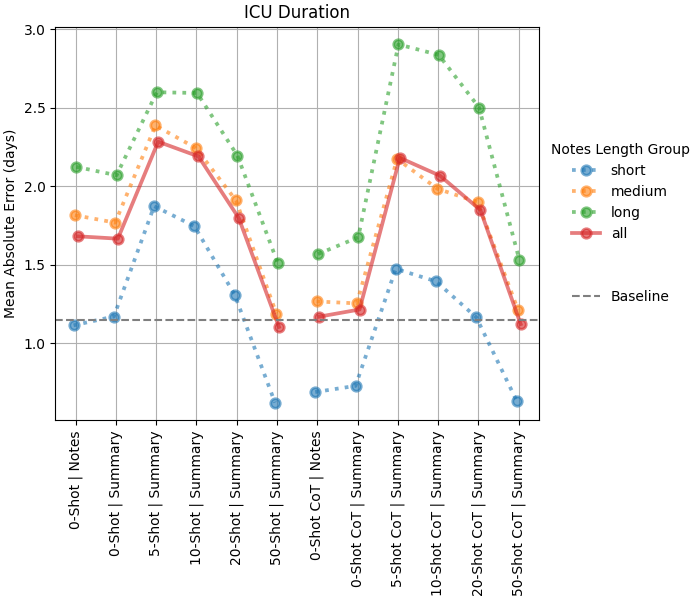 ICU Duration
Mean Absolute Error (days)
3.0
2.5
2.0
1.5
1.0
0-Shot | Notes
0-Shot | Summary
5-Shot | Summary
10-Shot | Summary
20-Shot | Summary
50-Shot | Summary
0-Shot CoT | Notes
0-Shot CoT | Summary
5-Shot CoT | Summary
10-Shot CoT | Summary
20-Shot CoT | Summary
50-Shot CoT | Summary
Notes Length Group
short
medium
long
all
Baseline